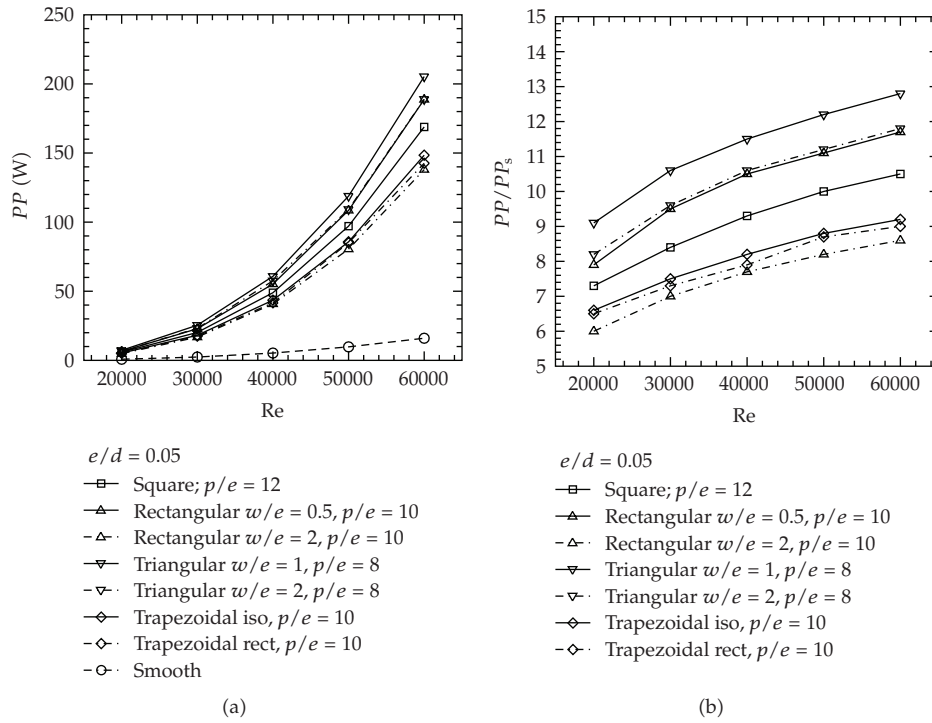 250
200
150
100
50
0
PP (W)
20000 30000 40000 50000 60000
Re
e/d = 0.05
Square; p/e = 12
Rectangular w/e = 0.5, p/e = 10
Rectangular w/e = 2, p/e = 10
Triangular w/e = 1, p/e = 8
Triangular w/e = 2, p/e = 8
Trapezoidal iso, p/e = 10
Trapezoidal rect, p/e = 10
Smooth
(a)
15
14
13
12
11
10
9
8
7
6
5
PP/PPs
20000 30000 40000 50000 60000
Re
e/d = 0.05
Square; p/e = 12
Rectangular w/e = 0.5, p/e = 10
Rectangular w/e = 2, p/e = 10
Triangular w/e = 1, p/e = 8
Triangular w/e = 2, p/e = 8
Trapezoidal iso, p/e = 10
Trapezoidal rect, p/e = 10
(b)